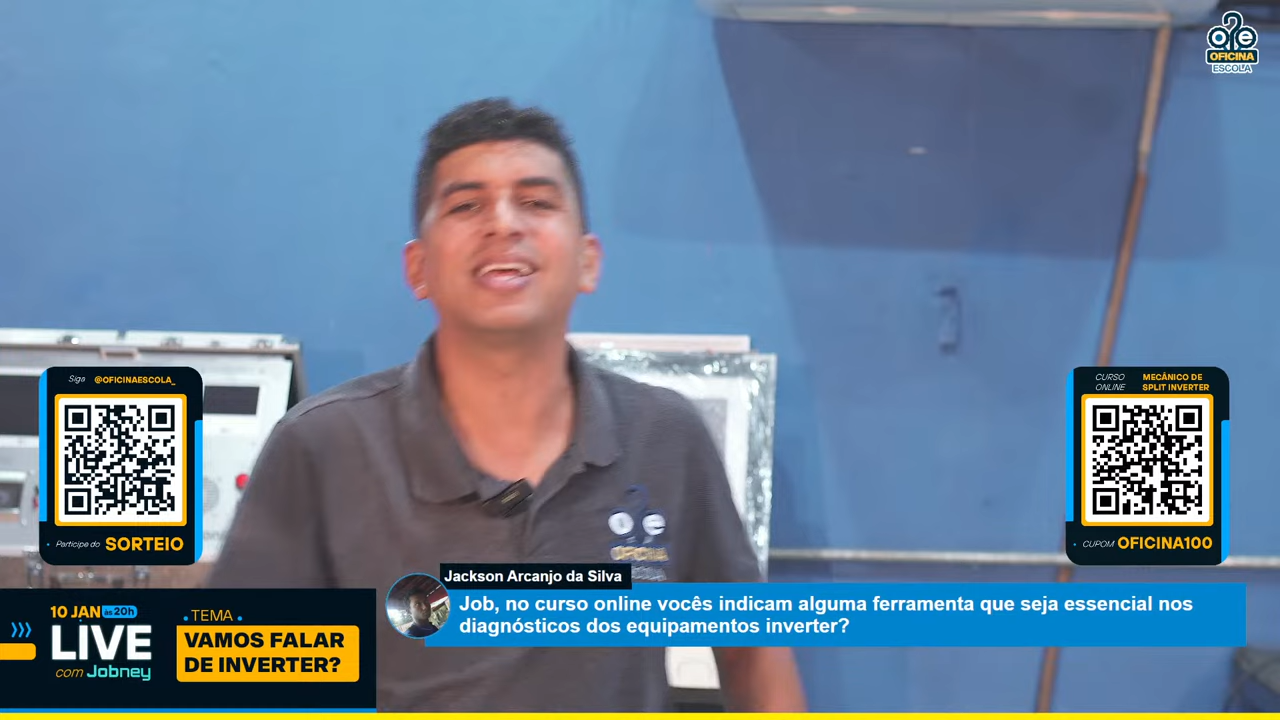 o e
OFICINA
ESCOLA
Siga @OFICINAESCOLA_
Participe do SORTEIO
CURSO ONLINE
MECÂNICO DE
SPLIT INVERTER
CUPOM OFICINA100
o e
OFICINA
Jackson Arcanjo da Silva
Job, no curso online vocês indicam alguma ferramenta que seja essencial nos
diagnósticos dos equipamentos inverter?
10 JAN às 20h
LIVE
com Jobney
TEMA
VAMOS FALAR
DE INVERTER?